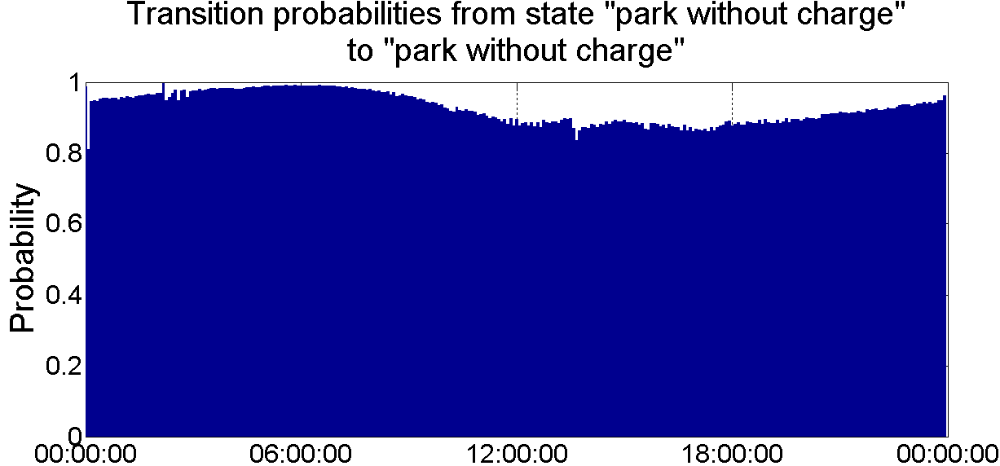 Transition probabilities from state "park without charge"
to "park without charge"
Probability
1
0.8
0.6
0.4
0.2
0
00:00:00 06:00:00 12:00:00 18:00:00 00:00:00